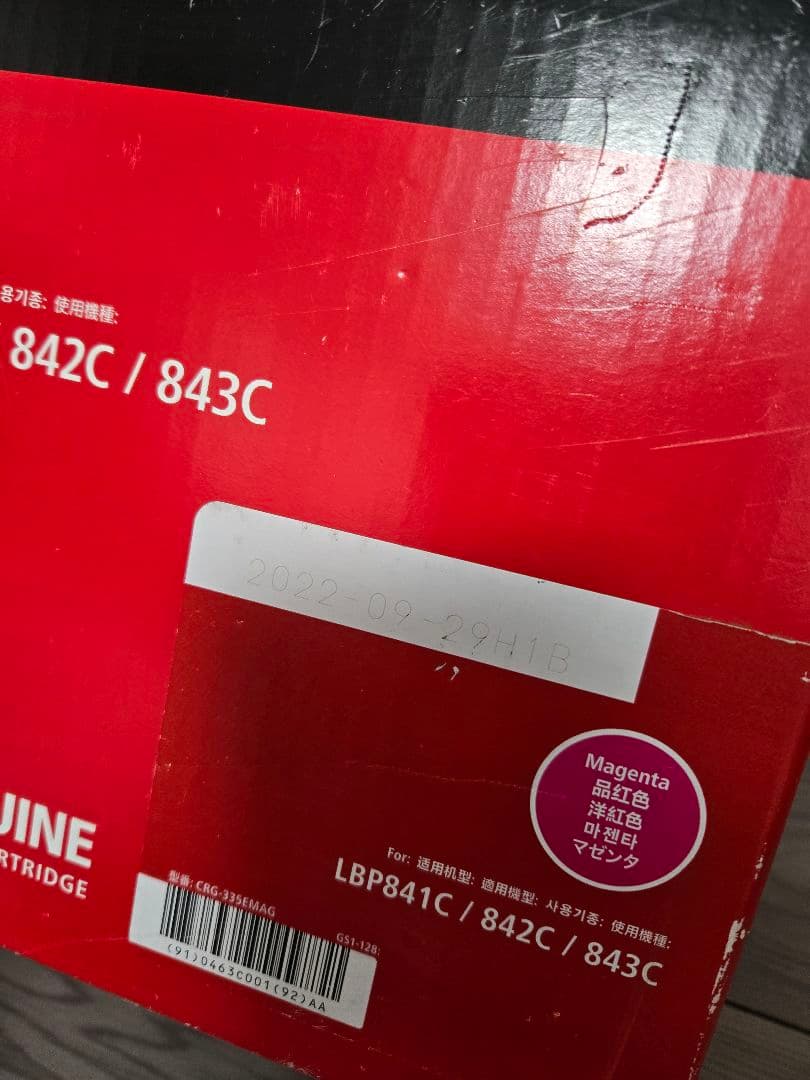 용기종: 使用機種:
842C / 843C
2022-09-29H1B
Magenta
品红色
洋紅色
마젠타
マゼンタ
For: 适用机型: 適用機型: 사용기종: 使用機種:
LBP841C / 842C / 843C
UINE
RTRIDGE
型番: CRG-335EMAG
GS1-128:
(91)0463C001(92)AA